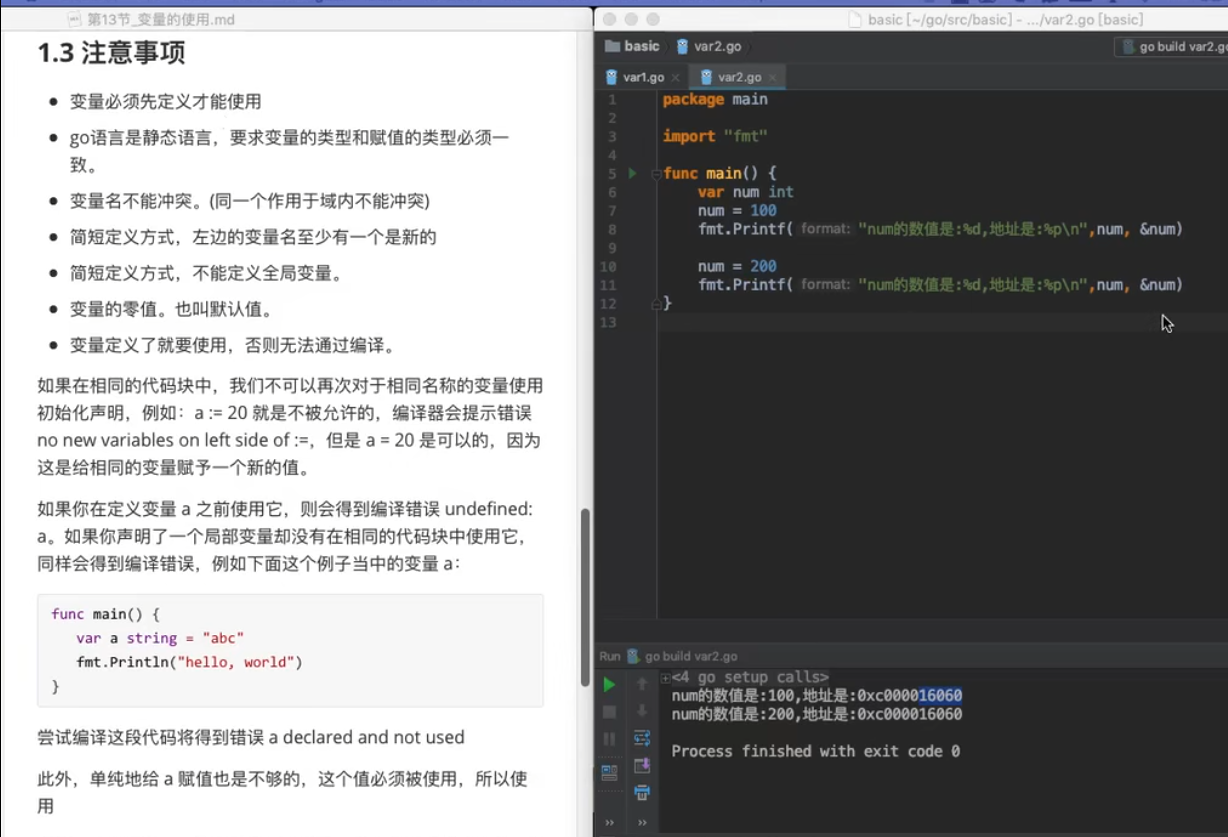 第13节_变量的使用.md
1.3 注意事项
• 变量必须先定义才能使用
• go语言是静态语言，要求变量的类型和赋值的类型必须一
致。
• 变量名不能冲突。(同一个作用于域内不能冲突)
• 简短定义方式，左边的变量名至少有一个是新的
• 简短定义方式，不能定义全局变量。
• 变量的零值。也叫默认值。
• 变量定义了就要使用，否则无法通过编译。
如果在相同的代码块中，我们不可以再次对于相同名称的变量使用
初始化声明，例如：a := 20 就是不被允许的，编译器会提示错误
no new variables on left side of :=，但是 a = 20 是可以的，因为
这是给相同的变量赋予一个新的值。
如果你在定义变量 a 之前使用它，则会得到编译错误 undefined:
a。如果你声明了一个局部变量却没有在相同的代码块中使用它，
同样会得到编译错误，例如下面这个例子当中的变量 a：
func main() {
var a string = "abc"
fmt.Println("hello, world")
}
尝试编译这段代码将得到错误 a declared and not used
此外，单纯地给 a 赋值也是不够的，这个值必须被使用，所以使
用
basic [~/go/src/basic] - .../var2.go [basic]
basic var2.go go build var2.go
var1.go × var2.go ×
1 package main
2
3 import "fmt"
4
5 func main() {
6 var num int
7 num = 100
8 fmt.Printf( format: "num的数值是:%d,地址是:%p\n",num, &num)
9
10 num = 200
11 fmt.Printf( format: "num的数值是:%d,地址是:%p\n",num, &num)
12 }
13
Run go build var2.go
<4 go setup calls>
num的数值是:100,地址是:0xc000016060
num的数值是:200,地址是:0xc000016060
Process finished with exit code 0